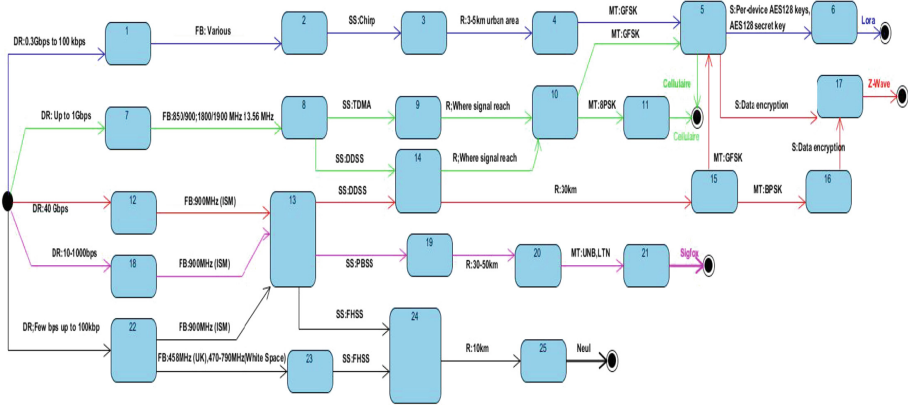 DR:0.3Gbps to 100 kbps
1
FB: Various
2
SS:Chirp
3
R:3-5km urban area
4
MT:GFSK
5
S:Per-device AES128 keys,
AES128 secret key
6
Lora
MT:GFSK
DR: Up to 1Gbps
7
FB:850/900;1800/1900 MHz 13.56 MHz
8
SS:TDMA
9
R;Where signal reach
10
MT:8PSK
11
Cellulaire
Cellulaire
S:Data encryption
17
Z-Wave
SS:DDSS
14
R;Where signal reach
MT:GFSK
S:Data encryption
DR:40 Gbps
12
FB:900MHz (ISM)
13
SS:DDSS
R:30km
15
MT:BPSK
16
DR:10-1000bps
18
FB:900MHz (ISM)
SS:PBSS
19
R:30-50km
20
MT:UNB,LTN
21
Sigfox
DR;Few bps up to 100kbp
22
FB:900MHz (ISM)
SS:FHSS
24
FB:458MHz (UK),470-790MHz(White Space)
23
SS:FHSS
R:10km
25
Neul